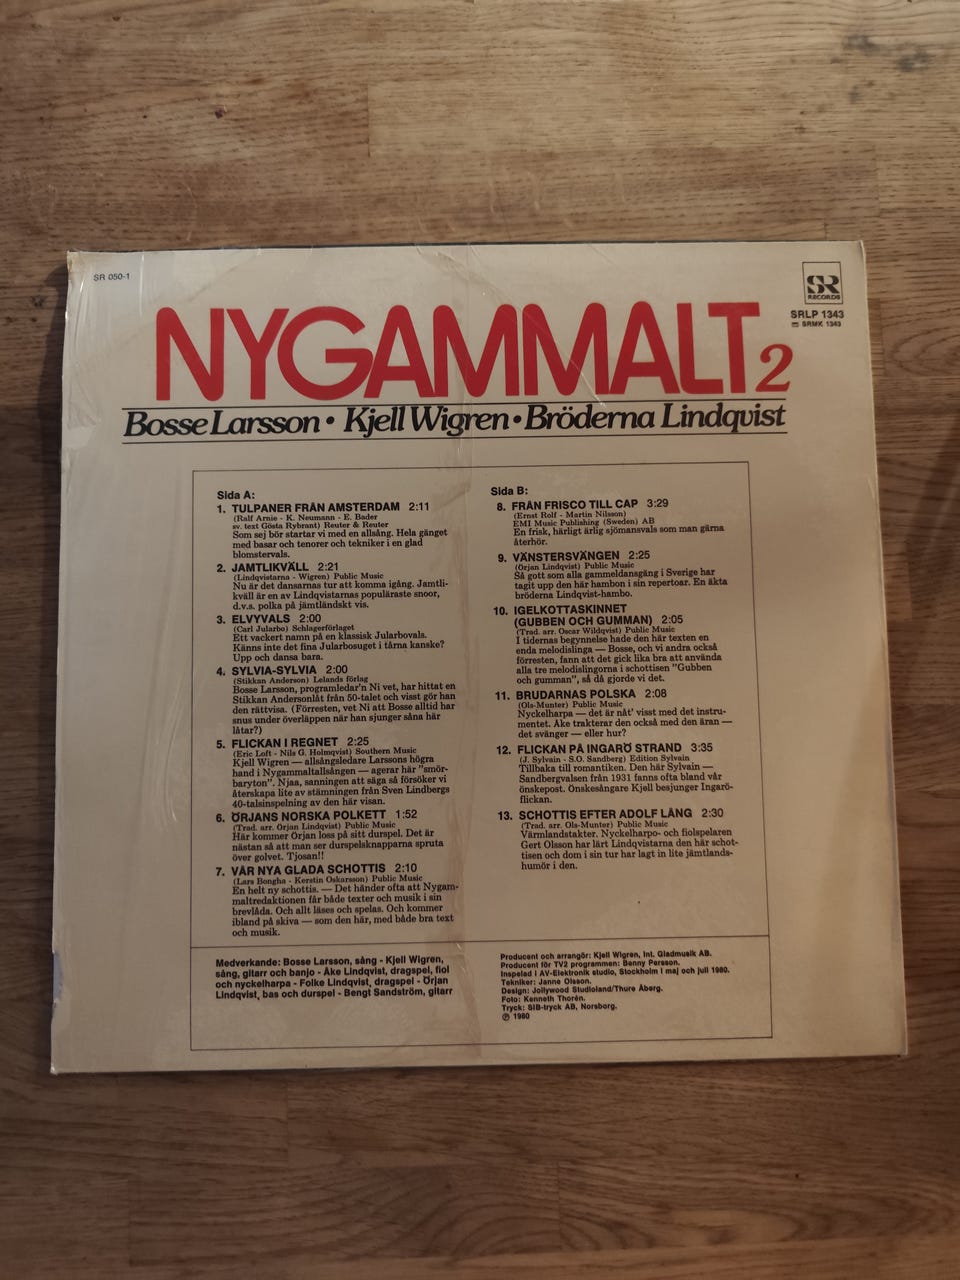 SR 050-1
SR
RECORDS
SRLP 1343
SRMK 1343
NYGAMMALT 2
Bosse Larsson • Kjell Wigren • Bröderna Lindqvist
Sida A:
1. TULPANER FRÅN AMSTERDAM 2:11
(Ralf Arnie - K. Neumann - E. Bader
sv. text Gösta Rybrant) Reuter & Reuter
Som sej bör startar vi med en allsång. Hela gänget
med basar och tenorer och tekniker i en glad
blomstervals.
2. JAMTLIKVÄLL 2:21
(Lindqvistarna - Wigren) Public Music
Nu är det dansarnas tur att komma igång. Jamtli-
kväll är en av Lindqvistarnas populäraste snoor,
d.v.s. polka på jämtländskt vis.
3. ELVYVALS 2:00
(Carl Jularbo) Schlagerförlaget
Ett vackert namn på en klassisk Jularbovals.
Känns inte det fina Jularbosuget i tårna kanske?
Upp och dansa bara.
4. SYLVIA-SYLVIA 2:00
(Stikkan Anderson) Lelands förlag
Bosse Larsson, programledar'n Ni vet, har hittat en
Stikkan Andersonlåt från 50-talet och visst gör han
den rättvisa. (Förresten, vet Ni att Bosse alltid har
snus under överläppen när han sjunger såna här
låtar?)
5. FLICKAN I REGNET 2:25
(Eric Loft - Nils G. Holmqvist) Southern Music
Kjell Wigren — allsångsledare Larssons högra
hand i Nygammaltallsången — agerar här "smör-
baryton". Njaa, sanningen att säga så försöker vi
återskapa lite av stämningen från Sven Lindbergs
40-talsinspelning av den här visan.
6. ÖRJANS NORSKA POLKETT 1:52
(Trad. arr. Örjan Lindqvist) Public Music
Här kommer Örjan loss på sitt durspel. Det är
nästan så att man ser durspelsknapparna spruta
över golvet. Tjosan!!
7. VÅR NYA GLADA SCHOTTIS 2:10
(Lars Bongha - Kerstin Oskarsson) Public Music
En helt ny schottis. — Det händer ofta att Nygam-
maltredaktionen får både texter och musik i sin
brevlåda. Och allt läses och spelas. Och kommer
ibland på skiva — som den här, med både bra text
och musik.
Sida B:
8. FRÅN FRISCO TILL CAP 3:29
(Ernst Rolf - Martin Nilsson)
EMI Music Publishing (Sweden) AB
En frisk, härligt ärlig sjömansvals som man gärna
återhör.
9. VÄNSTERSVÄNGEN 2:25
(Örjan Lindqvist) Public Music
Så gott som alla gammeldansgäng i Sverige har
tagit upp den här hambon i sin repertoar. En äkta
bröderna Lindqvist-hambo.
10. IGELKOTTASKINNET
(GUBBEN OCH GUMMAN) 2:05
(Trad. arr. Oscar Wildqvist) Public Music
I tidernas begynnelse hade den här texten en
enda melodislinga — Bosse, och vi andra också
förresten, fann att det gick lika bra att använda
alla tre melodislingorna i schottisen "Gubben
och gumman", så då gjorde vi det.
11. BRUDARNAS POLSKA 2:08
(Ols-Munter) Public Music
Nyckelharpa — det är nåt' visst med det instru-
mentet. Åke trakterar den också med den äran —
det svänger — eller hur?
12. FLICKAN PÅ INGARÖ STRAND 3:35
(J. Sylvain - S.O. Sandberg) Edition Sylvain
Tillbaka till romantiken. Den här Sylvain —
Sandbergvalsen från 1931 fanns ofta bland vår
önskepost. Önskesångare Kjell besjunger Ingarö-
flickan.
13. SCHOTTIS EFTER ADOLF LÅNG 2:30
(Trad. arr. Ols-Munter) Public Music
Värmlandstakter. Nyckelharpo- och fiolspelaren
Gert Olsson har lärt Lindqvistarna den här schot-
tisen och dom i sin tur har lagt in lite jämtlands-
humör i den.
Medverkande: Bosse Larsson, sång - Kjell Wigren,
sång, gitarr och banjo - Åke Lindqvist, dragspel, fiol
och nyckelharpa - Folke Lindqvist, dragspel - Örjan
Lindqvist, bas och durspel - Bengt Sandström, gitarr
Producent och arrangör: Kjell Wigren, Int. Gladmusik AB.
Producent för TV2 programmen: Benny Persson.
Inspelad i AV-Elektronik studio, Stockholm i maj och juli 1980.
Tekniker: Janne Olsson.
Design: Jollywood Studioland/Thure Åberg.
Foto: Kenneth Thorén.
Tryck: SIB-tryck AB, Norsborg.
Ⓟ 1980